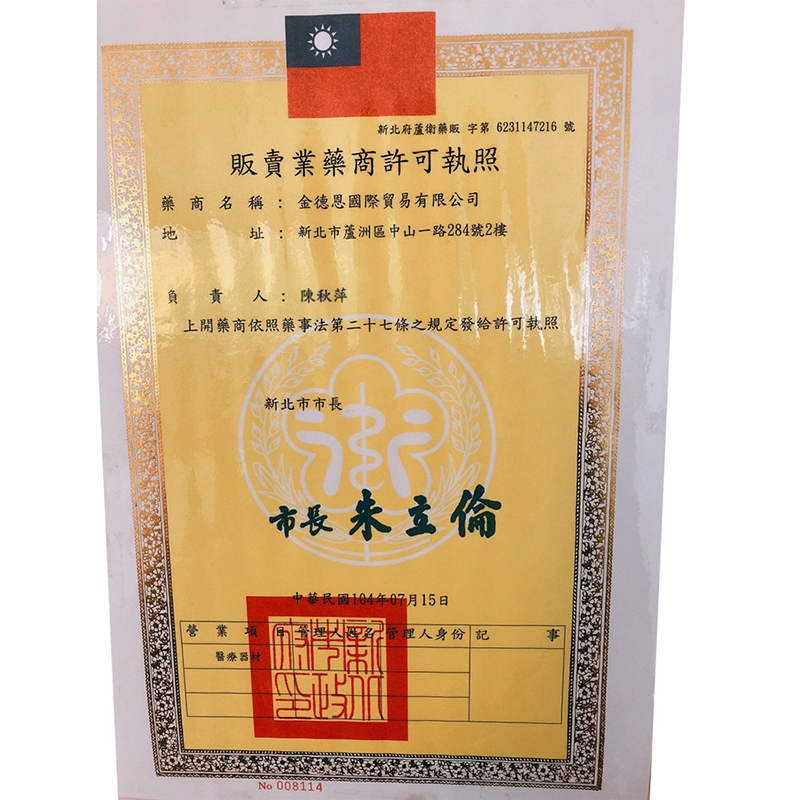 新北府蘆衛藥販 字第 6231147216 號
販賣業藥商許可執照
藥商名稱：金德恩國際貿易有限公司
地址：新北市蘆洲區中山一路284號2樓
負責人：陳秋萍
上開藥商依照藥事法第二十七條之規定發給許可執照
新北市市長
市長 朱立倫
中華民國104年07月15日
營業項目 管理人姓名 管理人身份 記事
醫療器材
新北市政府印
No 008114